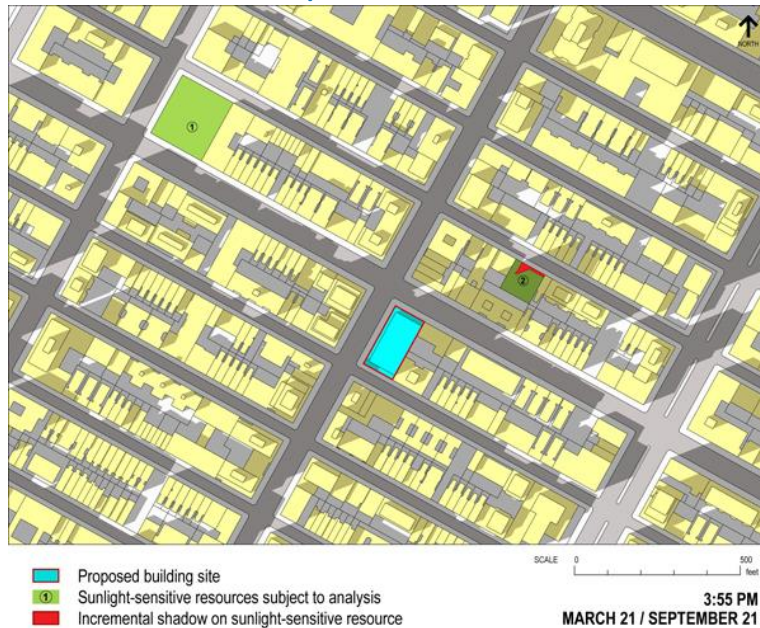 NORTH
①
②
SCALE 0 500
feet
Proposed building site
① Sunlight-sensitive resources subject to analysis
Incremental shadow on sunlight-sensitive resource
3:55 PM
MARCH 21 / SEPTEMBER 21